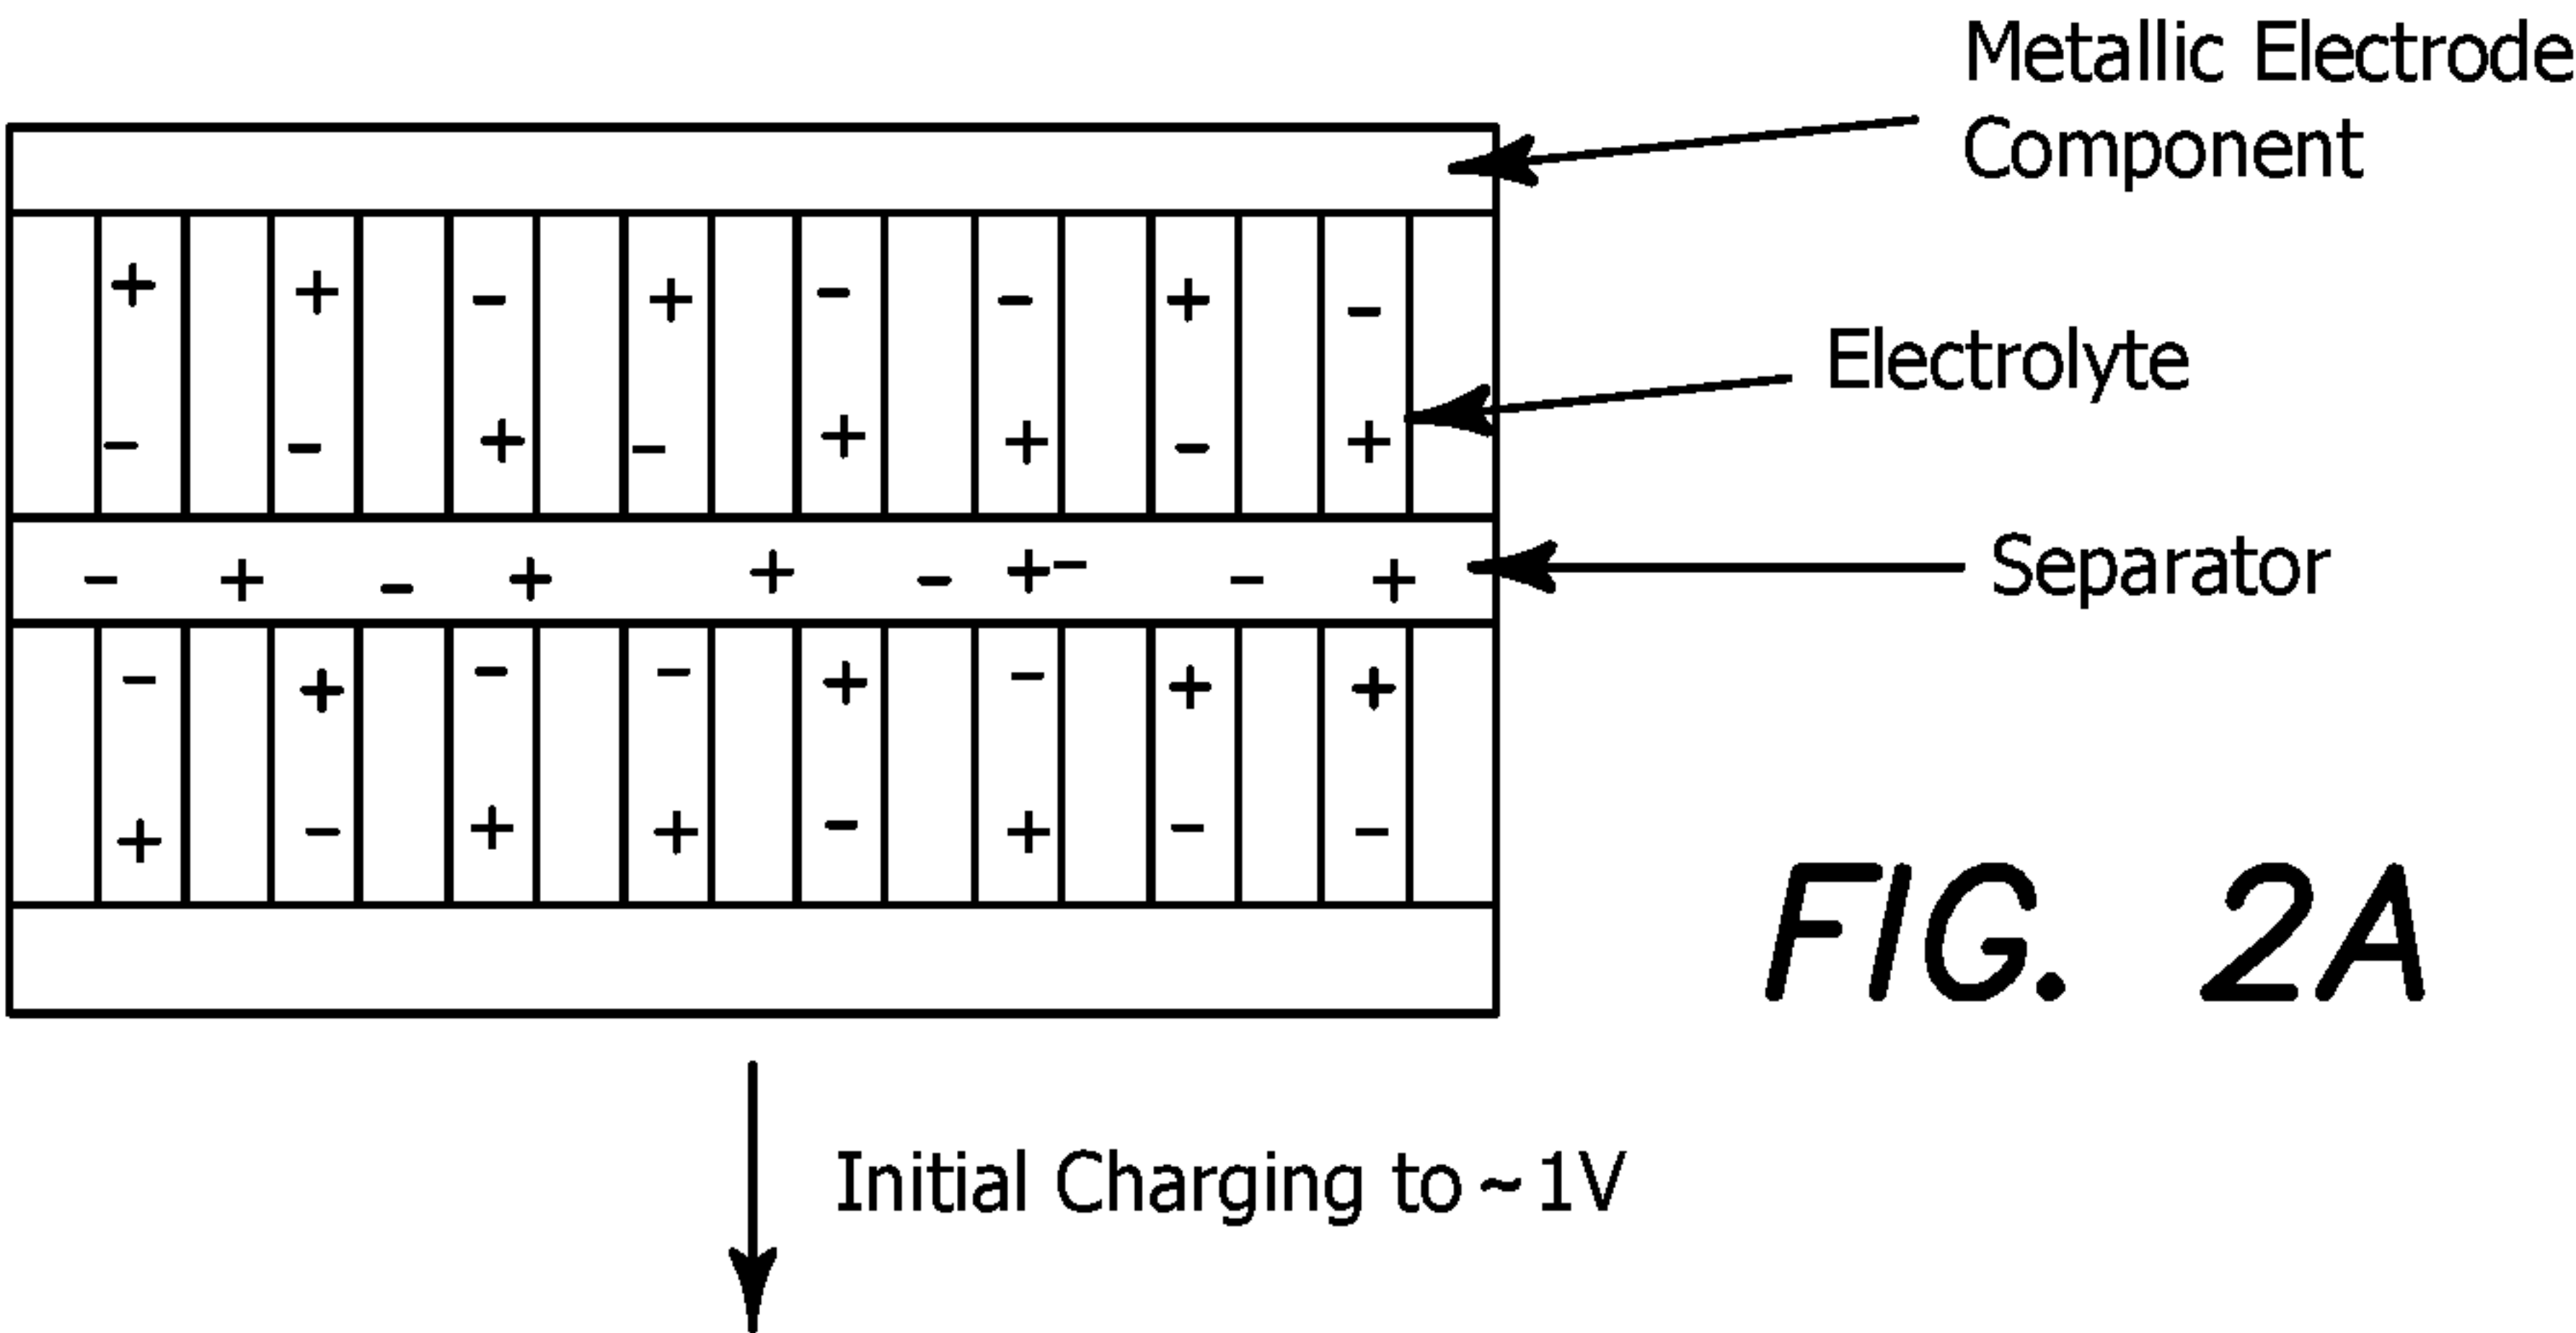 Metallic Electrode
Component
+ + - + - - + -
Electrolyte
- - + - + + - +
- + - + + - +- - +
Separator
- + - - + - + +
+ - + + - + - -
FIG. 2A
Initial Charging to ~1V